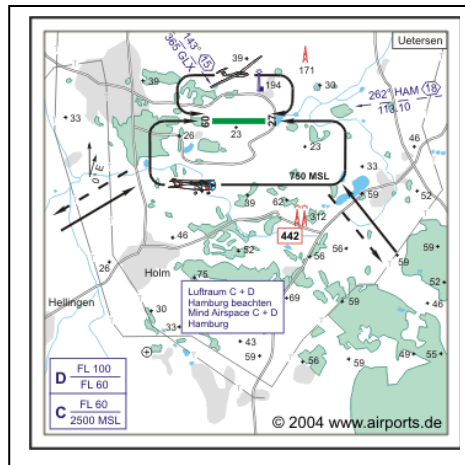 Uetersen
143° 15
365 GLX
39
171
194
30
39
262° HAM 18
113.10
33
60
27
23
26
46
23
0° E
33
750 MSL
59
52
39
62
312
442
46
52
56
56
59
59
26
Holm
75
Hellingen
69
59
52
46
Luftraum C + D
Hamburg beachten
Mind Airspace C + D
Hamburg
30
33
43
59
56
49
55
D FL 100
FL 60
C FL 60
2500 MSL
© 2004 www.airports.de